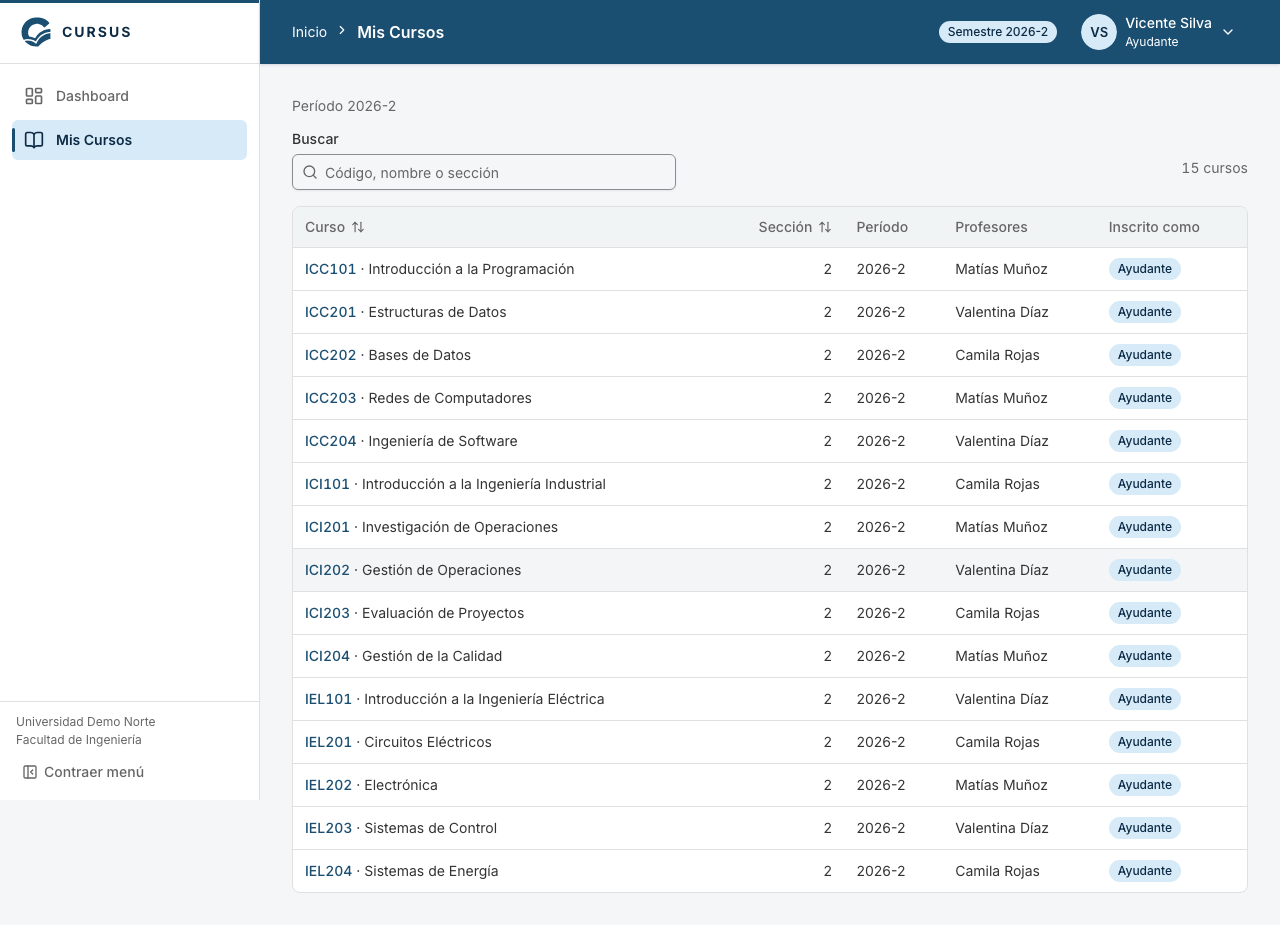 CURSUS
Inicio > Mis Cursos
Semestre 2026-2
VS
Vicente Silva
Ayudante
Dashboard
Mis Cursos
Período 2026-2
Buscar
Código, nombre o sección
15 cursos
Curso Sección Período Profesores Inscrito como
ICC101 · Introducción a la Programación 2 2026-2 Matías Muñoz Ayudante
ICC201 · Estructuras de Datos 2 2026-2 Valentina Díaz Ayudante
ICC202 · Bases de Datos 2 2026-2 Camila Rojas Ayudante
ICC203 · Redes de Computadores 2 2026-2 Matías Muñoz Ayudante
ICC204 · Ingeniería de Software 2 2026-2 Valentina Díaz Ayudante
ICI101 · Introducción a la Ingeniería Industrial 2 2026-2 Camila Rojas Ayudante
ICI201 · Investigación de Operaciones 2 2026-2 Matías Muñoz Ayudante
ICI202 · Gestión de Operaciones 2 2026-2 Valentina Díaz Ayudante
ICI203 · Evaluación de Proyectos 2 2026-2 Camila Rojas Ayudante
ICI204 · Gestión de la Calidad 2 2026-2 Matías Muñoz Ayudante
IEL101 · Introducción a la Ingeniería Eléctrica 2 2026-2 Valentina Díaz Ayudante
IEL201 · Circuitos Eléctricos 2 2026-2 Camila Rojas Ayudante
IEL202 · Electrónica 2 2026-2 Matías Muñoz Ayudante
IEL203 · Sistemas de Control 2 2026-2 Valentina Díaz Ayudante
IEL204 · Sistemas de Energía 2 2026-2 Camila Rojas Ayudante
Universidad Demo Norte
Facultad de Ingeniería
Contraer menú